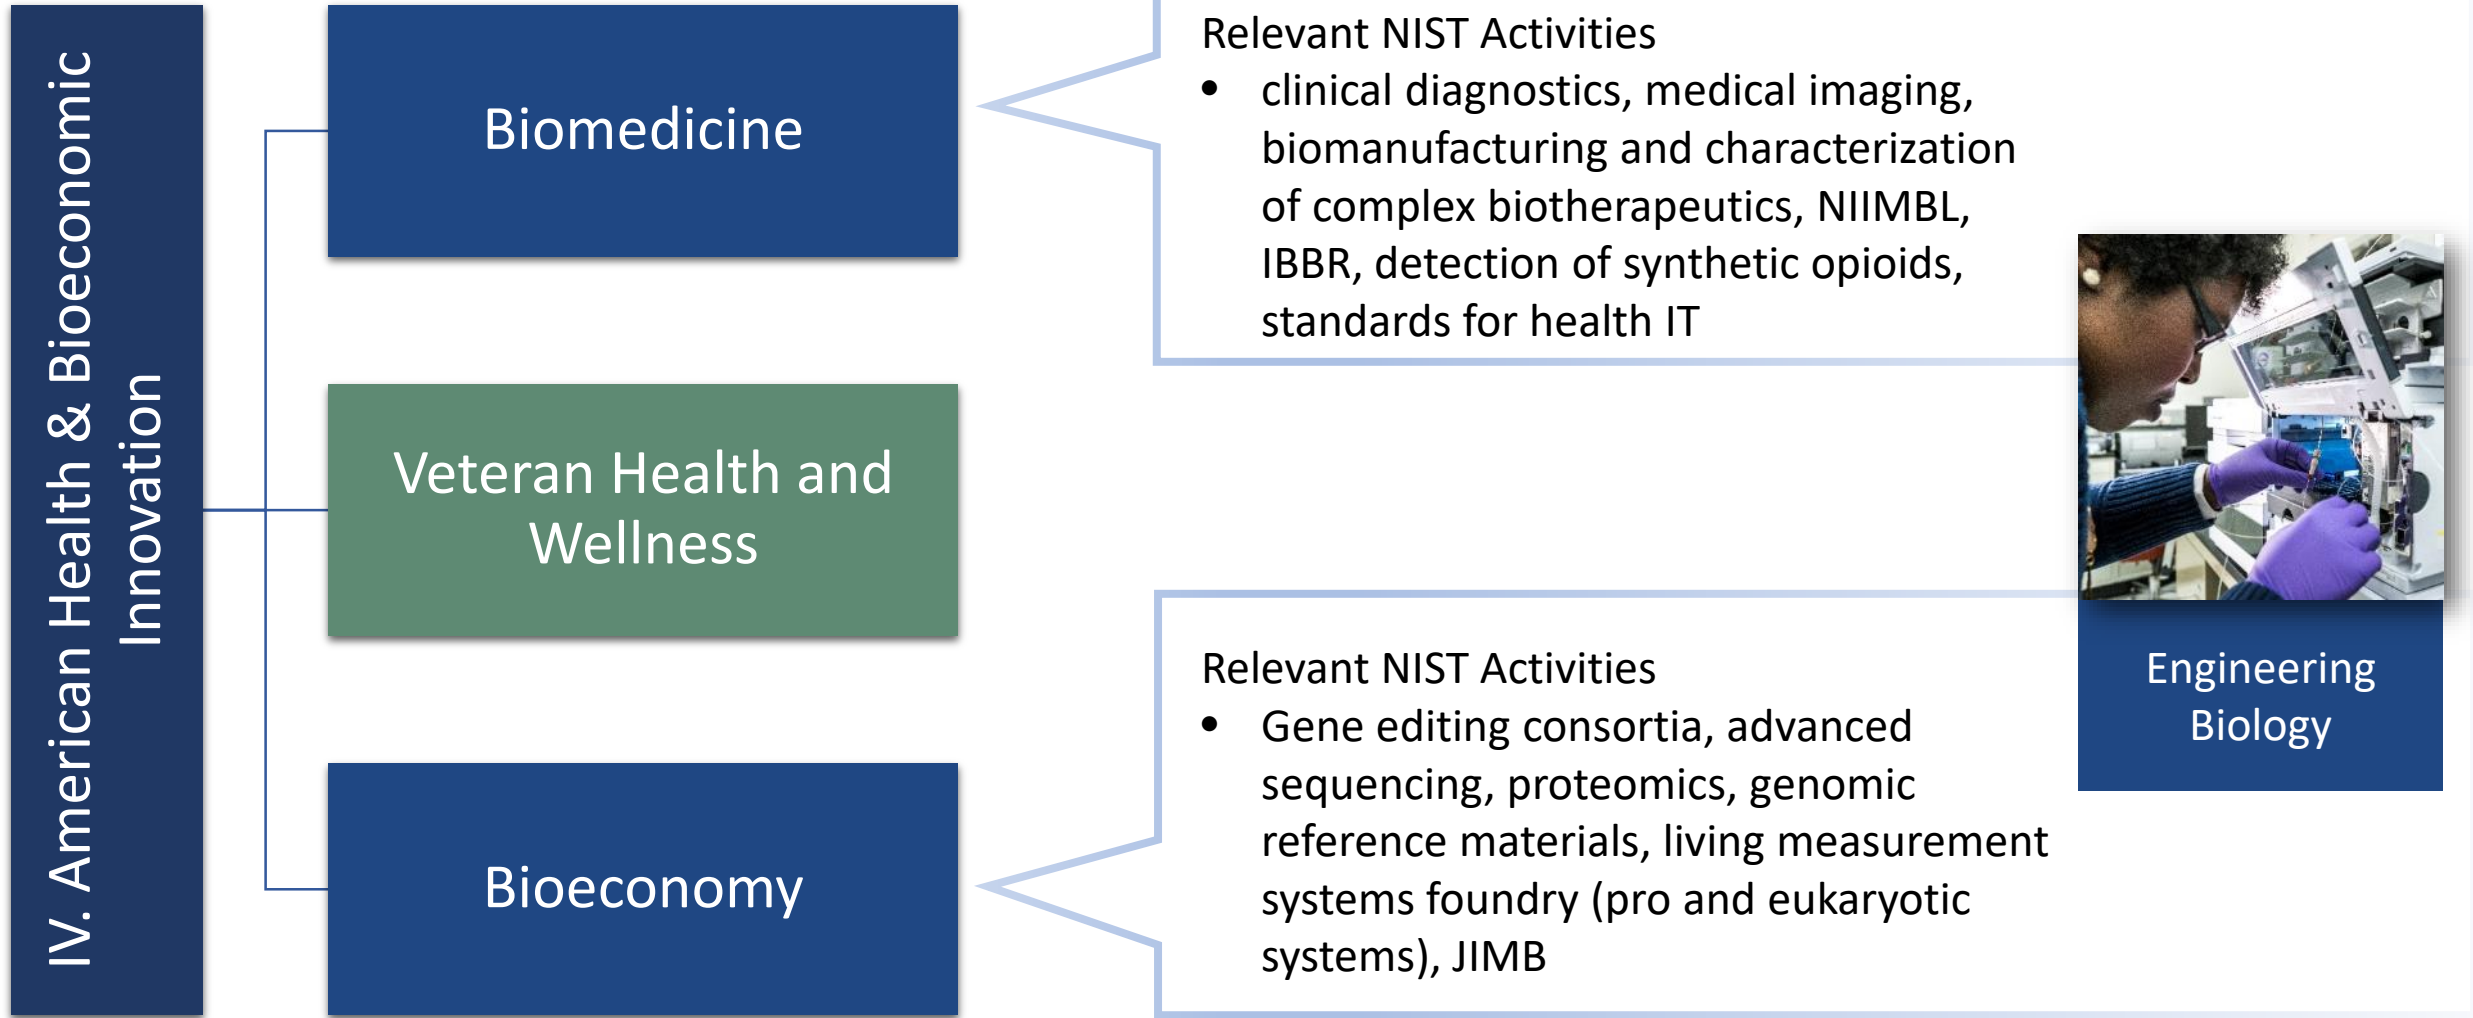 IV. American Health & Bioeconomic
Innovation
Biomedicine
Relevant NIST Activities
• clinical diagnostics, medical imaging,
biomanufacturing and characterization
of complex biotherapeutics, NIIMBL,
IBBR, detection of synthetic opioids,
standards for health IT
Veteran Health and
Wellness
Bioeconomy
Relevant NIST Activities
• Gene editing consortia, advanced
sequencing, proteomics, genomic
reference materials, living measurement
systems foundry (pro and eukaryotic
systems), JIMB
Engineering
Biology